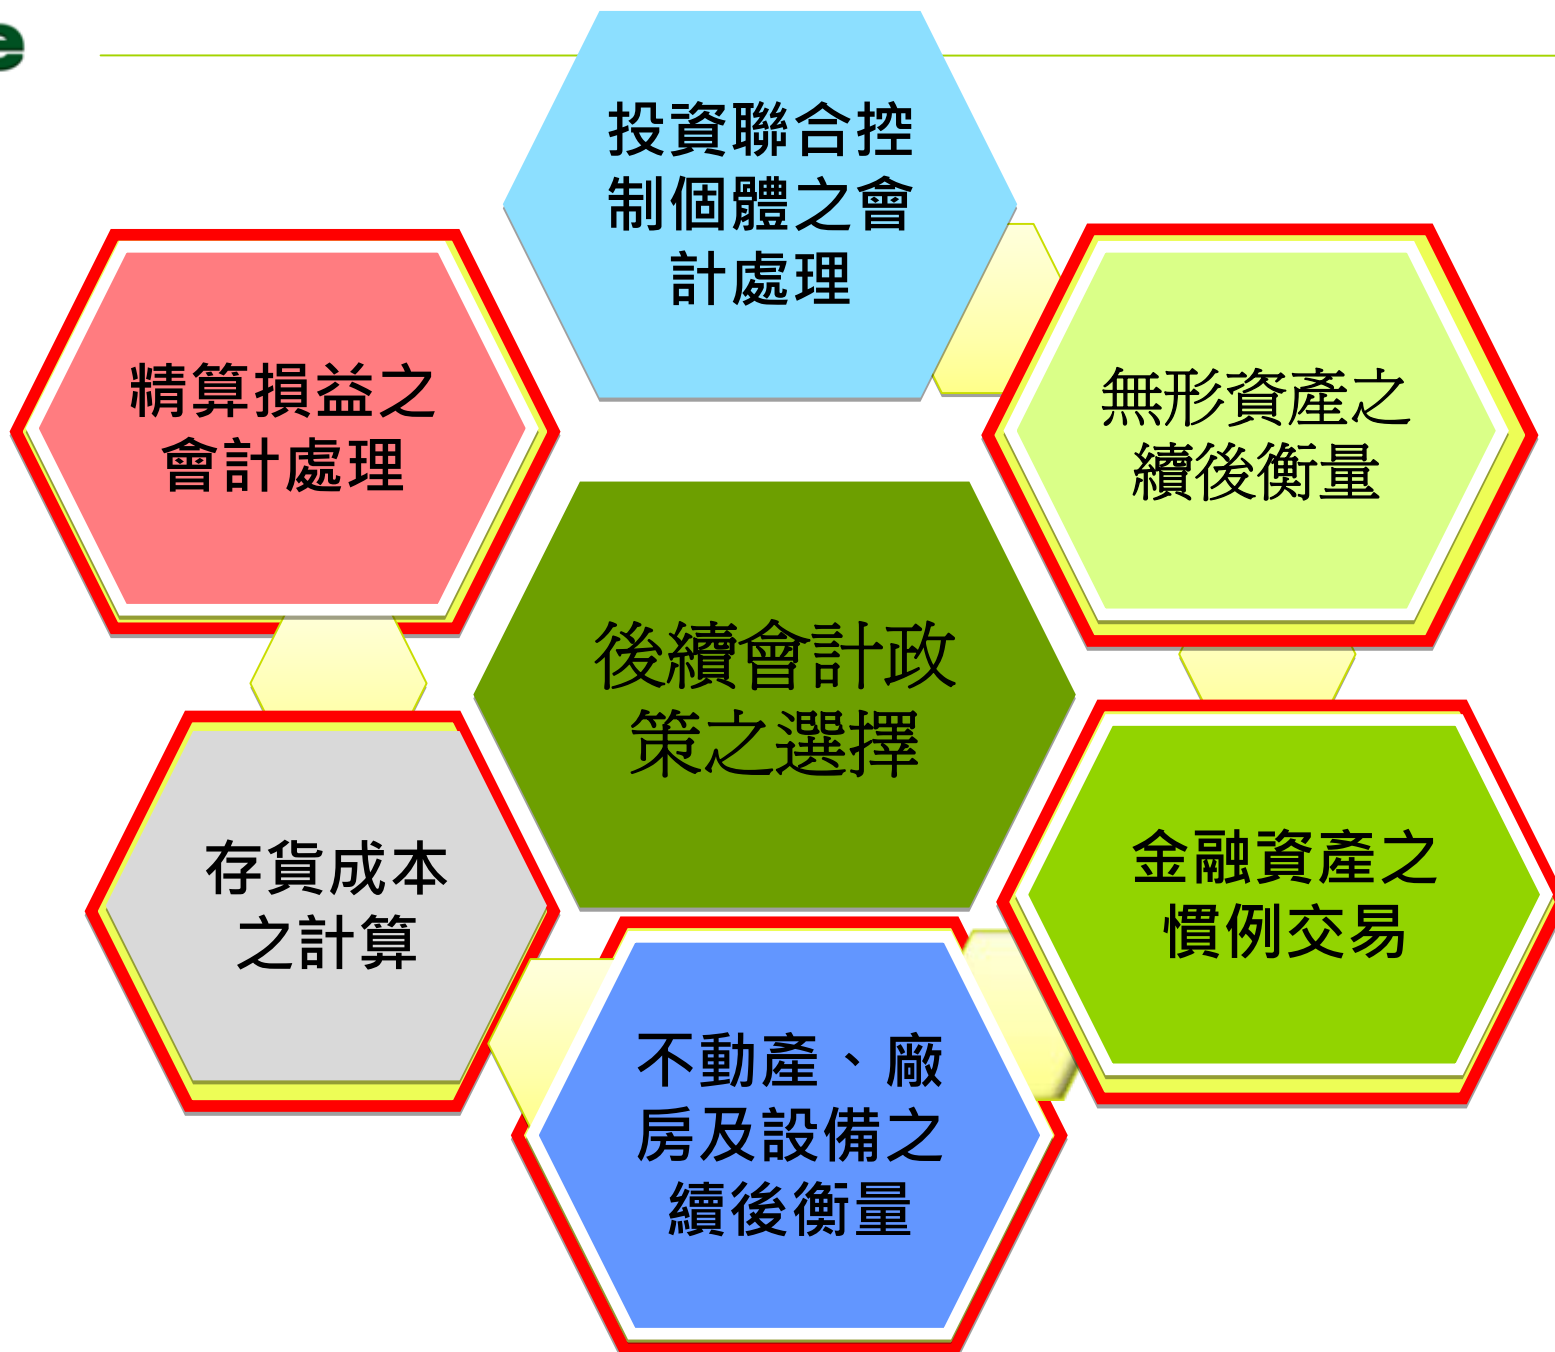 e
投資聯合控
制個體之會
計處理
精算損益之
會計處理
無形資產之
續後衡量
後續會計政
策之選擇
存貨成本
之計算
金融資產之
慣例交易
不動產、廠
房及設備之
續後衡量